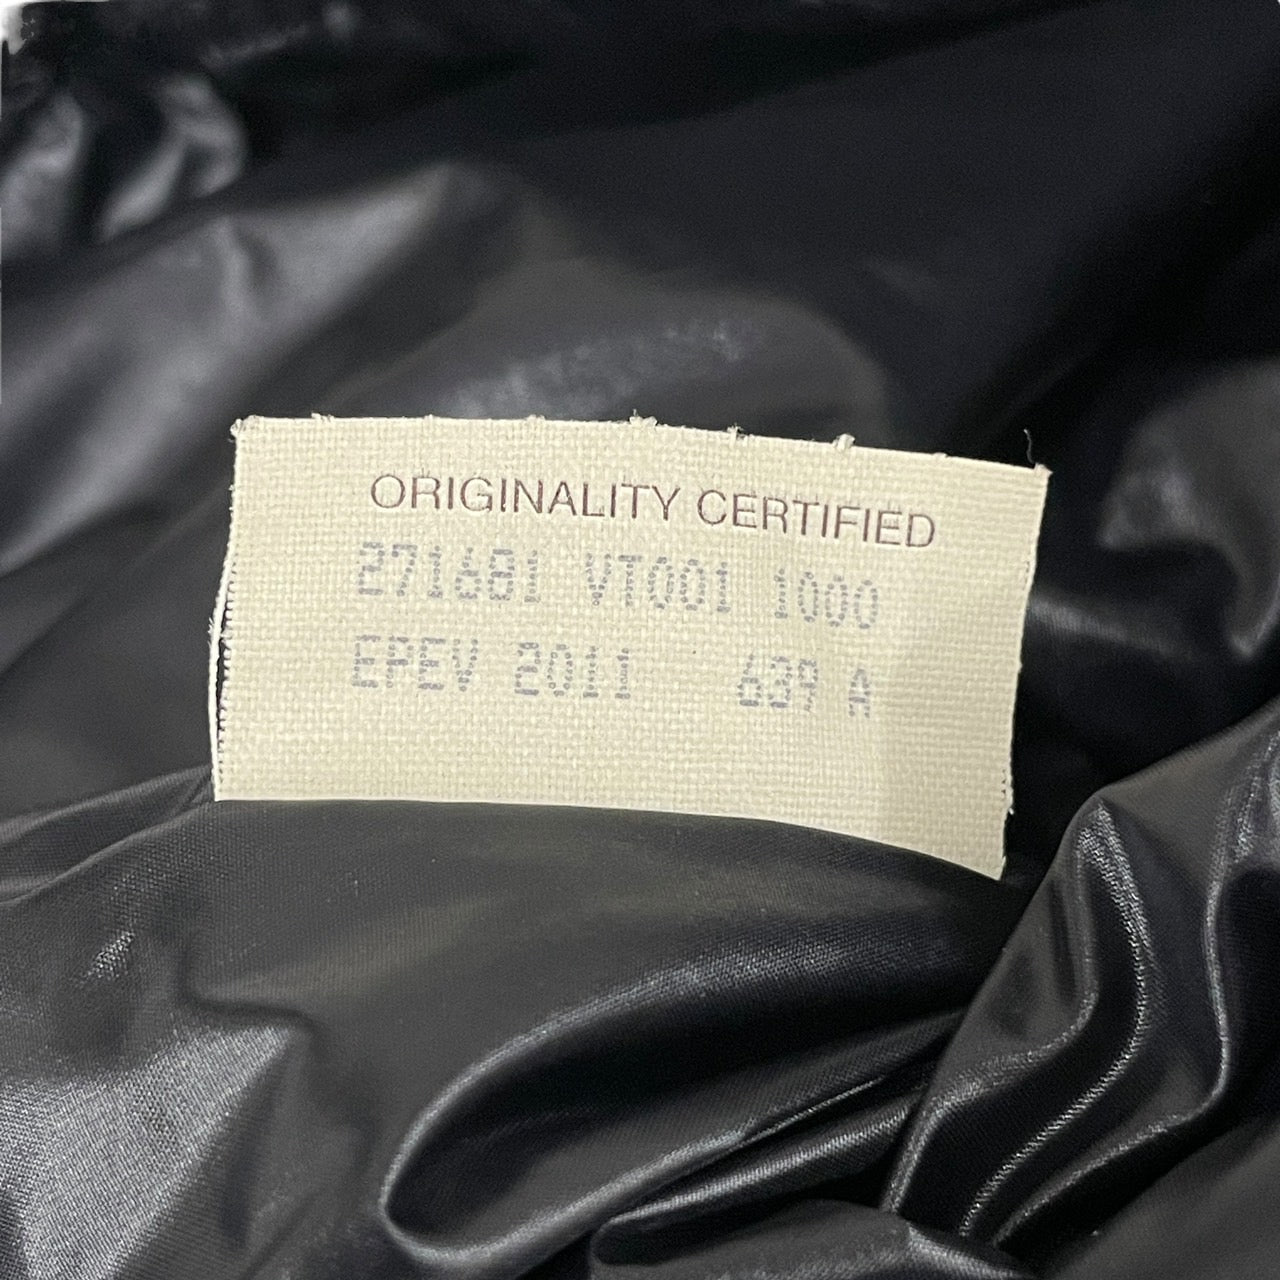 ORIGINALITY CERTIFIED
271681 VT001 1000
EPEV 2011 639